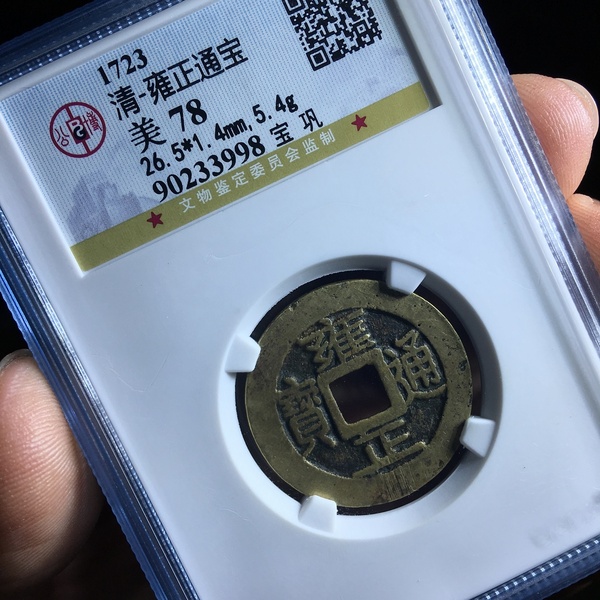 1723
清-雍正通宝
美 78
26.5*1.4mm,5.4g
90233998 宝 巩
文物鉴定委员会监制
雍正通寶